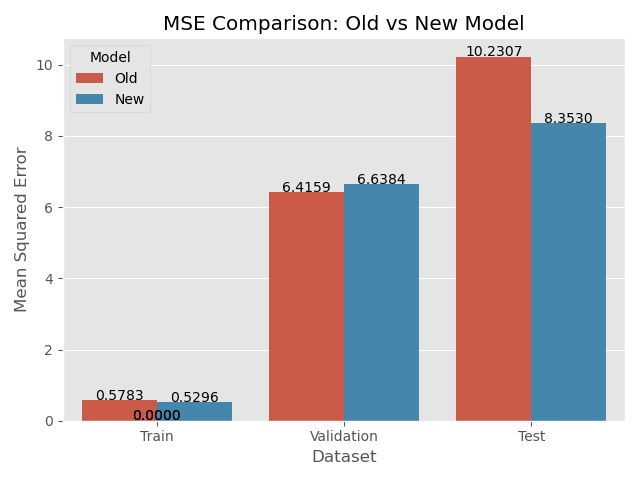 MSE Comparison: Old vs New Model
Model
Old
New
Mean Squared Error
10
8
6
4
2
0
0.5783
0.5296
0.0000
6.4159
6.6384
10.2307
8.3530
Train
Validation
Test
Dataset